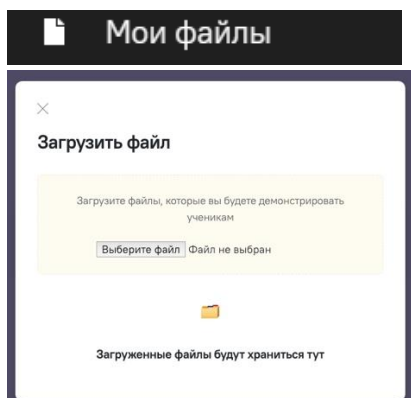 Мои файлы
Загрузить файл
Загрузите файлы, которые вы будете демонстрировать
ученикам
Выберите файл Файл не выбран
Загруженные файлы будут храниться тут